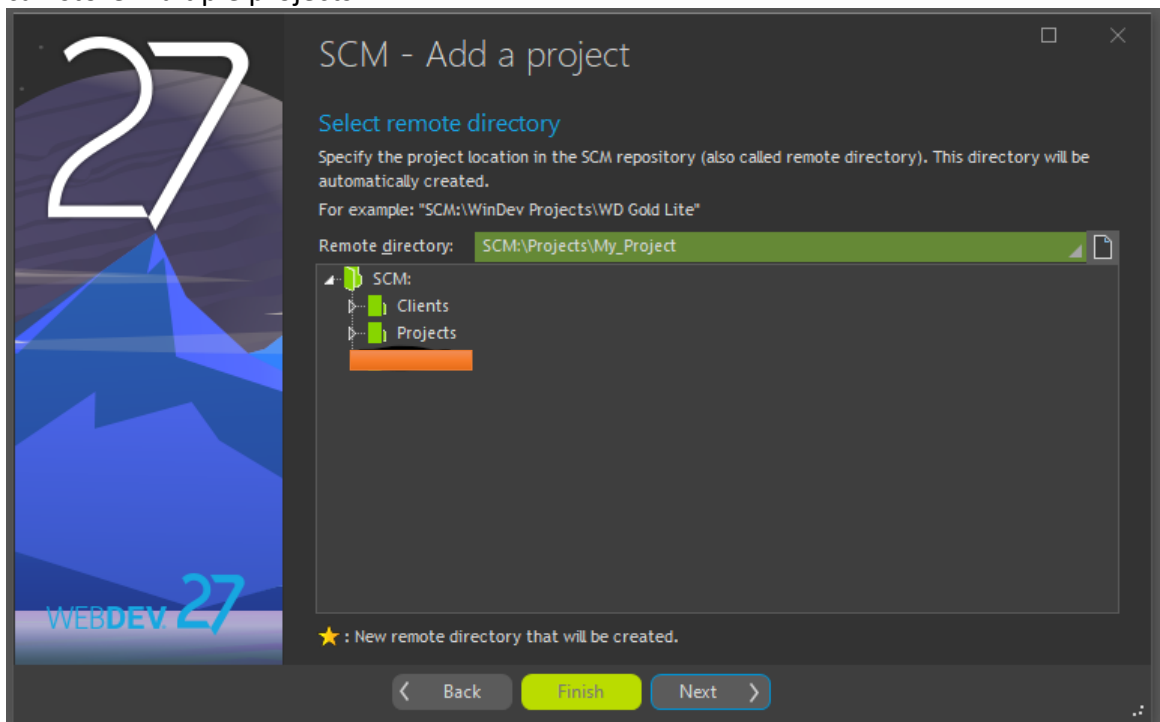 27
SCM - Add a project
Select remote directory
Specify the project location in the SCM repository (also called remote directory). This directory will be
automatically created.
For example: "SCM:\WinDev Projects\WD Gold Lite"
Remote directory: SCM:\Projects\My_Project
SCM:
Clients
Projects
WEBDEV 27
: New remote directory that will be created.
Back Finish Next